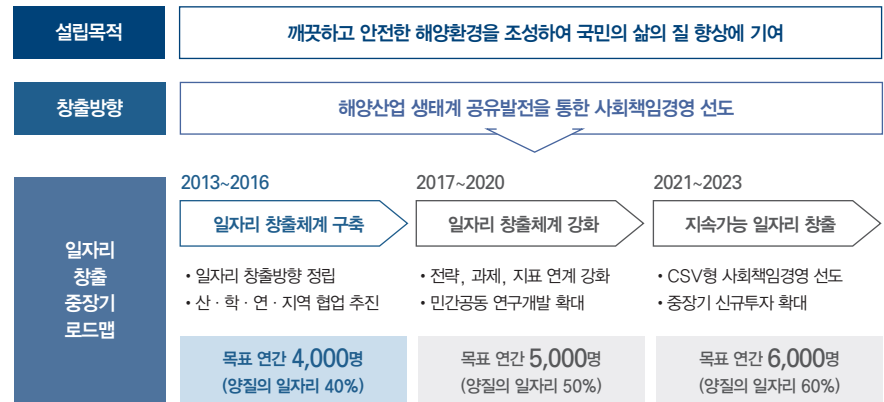 설립목적
깨끗하고 안전한 해양환경을 조성하여 국민의 삶의 질 향상에 기여
창출방향
해양산업 생태계 공유발전을 통한 사회책임경영 선도
일자리
창출
중장기
로드맵
2013~2016
일자리 창출체계 구축
• 일자리 창출방향 정립
• 산 · 학 · 연 · 지역 협업 추진
목표 연간 4,000명
(양질의 일자리 40%)
2017~2020
일자리 창출체계 강화
• 전략, 과제, 지표 연계 강화
• 민간공동 연구개발 확대
목표 연간 5,000명
(양질의 일자리 50%)
2021~2023
지속가능 일자리 창출
• CSV형 사회책임경영 선도
• 중장기 신규투자 확대
목표 연간 6,000명
(양질의 일자리 60%)